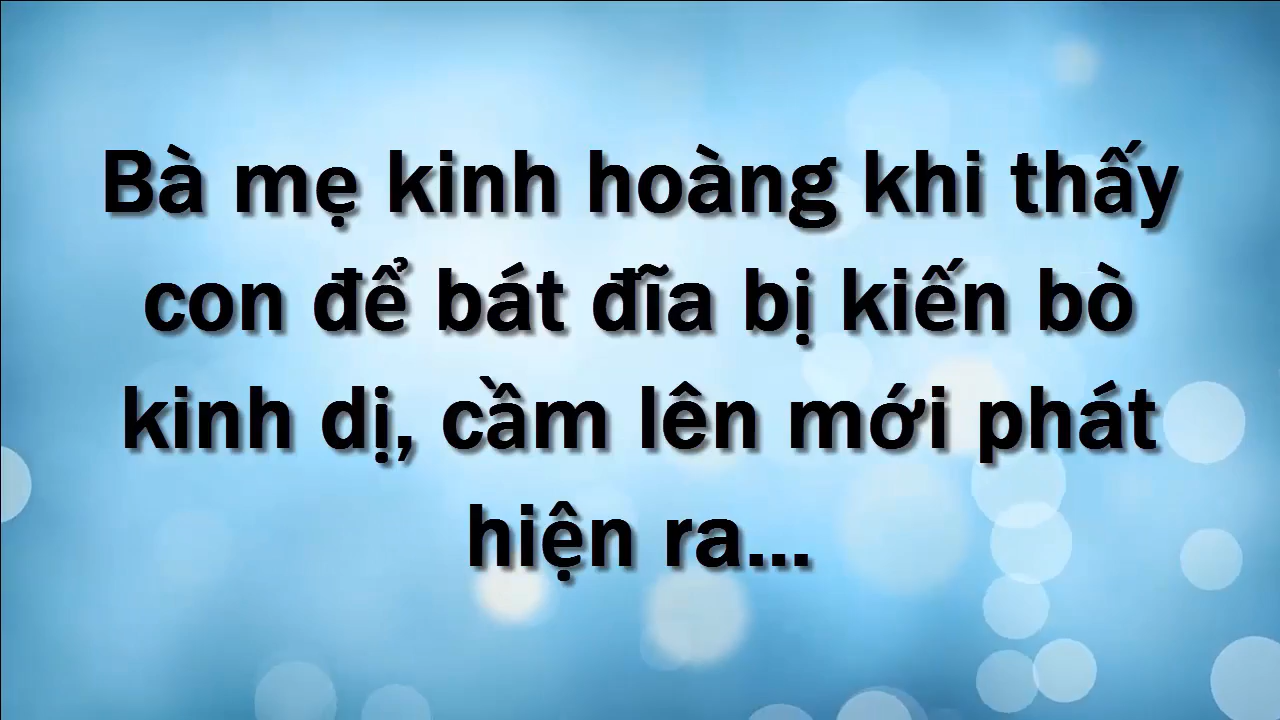 Bà mẹ kinh hoàng khi thấy
con để bát đĩa bị kiến bò
kinh dị, cầm lên mới phát
hiện ra...